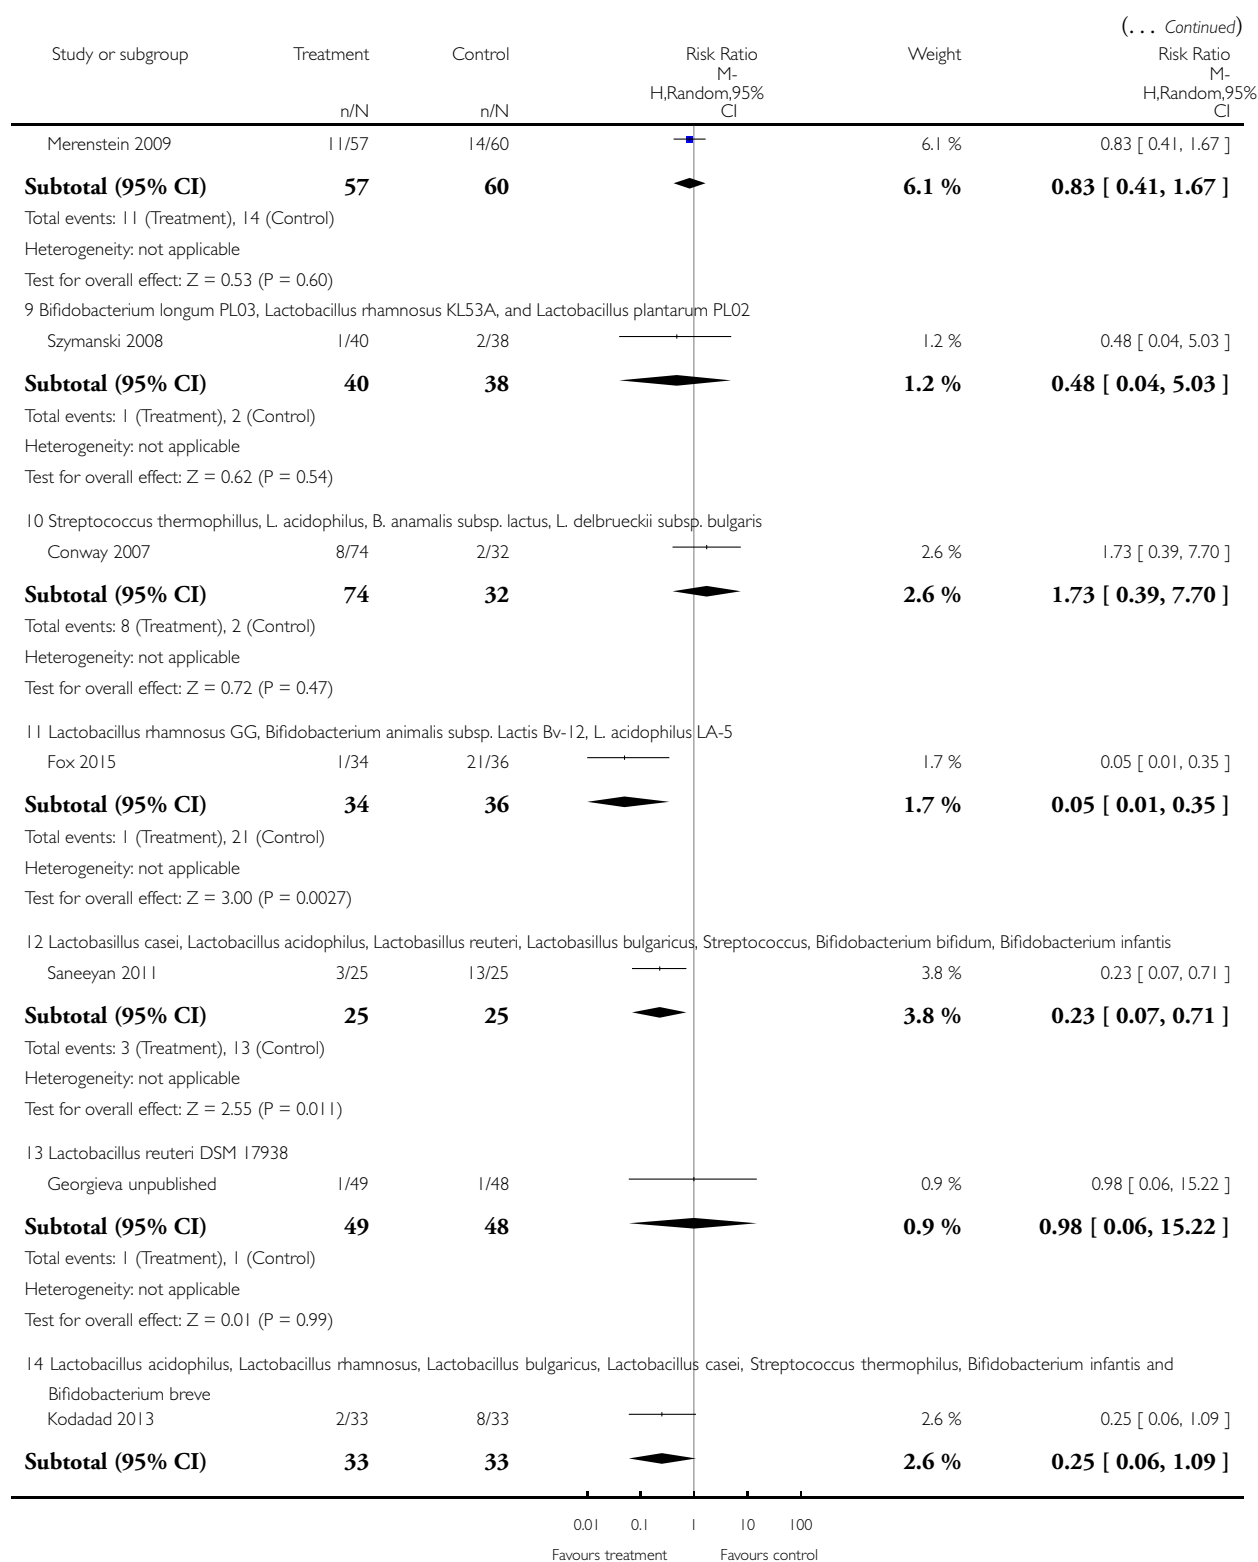 (... Continued)
Study or subgroup Treatment Control Risk Ratio Weight Risk Ratio
M- M-
H,Random,95% H,Random,95%
n/N n/N CI CI
Merenstein 2009 11/57 14/60 6.1 % 0.83 [ 0.41, 1.67 ]
Subtotal (95% CI) 57 60 6.1 % 0.83 [ 0.41, 1.67 ]
Total events: 11 (Treatment), 14 (Control)
Heterogeneity: not applicable
Test for overall effect: Z = 0.53 (P = 0.60)
9 Bifidobacterium longum PL03, Lactobacillus rhamnosus KL53A, and Lactobacillus plantarum PL02
Szymanski 2008 1/40 2/38 1.2 % 0.48 [ 0.04, 5.03 ]
Subtotal (95% CI) 40 38 1.2 % 0.48 [ 0.04, 5.03 ]
Total events: 1 (Treatment), 2 (Control)
Heterogeneity: not applicable
Test for overall effect: Z = 0.62 (P = 0.54)
10 Streptococcus thermophillus, L. acidophilus, B. anamalis subsp. lactus, L. delbrueckii subsp. bulgaris
Conway 2007 8/74 2/32 2.6 % 1.73 [ 0.39, 7.70 ]
Subtotal (95% CI) 74 32 2.6 % 1.73 [ 0.39, 7.70 ]
Total events: 8 (Treatment), 2 (Control)
Heterogeneity: not applicable
Test for overall effect: Z = 0.72 (P = 0.47)
11 Lactobacillus rhamnosus GG, Bifidobacterium animalis subsp. Lactis Bv-12, L. acidophilus LA-5
Fox 2015 1/34 21/36 1.7 % 0.05 [ 0.01, 0.35 ]
Subtotal (95% CI) 34 36 1.7 % 0.05 [ 0.01, 0.35 ]
Total events: 1 (Treatment), 21 (Control)
Heterogeneity: not applicable
Test for overall effect: Z = 3.00 (P = 0.0027)
12 Lactobasillus casei, Lactobacillus acidophilus, Lactobasillus reuteri, Lactobasillus bulgaricus, Streptococcus, Bifidobacterium bifidum, Bifidobacterium infantis
Saneeyan 2011 3/25 13/25 3.8 % 0.23 [ 0.07, 0.71 ]
Subtotal (95% CI) 25 25 3.8 % 0.23 [ 0.07, 0.71 ]
Total events: 3 (Treatment), 13 (Control)
Heterogeneity: not applicable
Test for overall effect: Z = 2.55 (P = 0.011)
13 Lactobacillus reuteri DSM 17938
Georgieva unpublished 1/49 1/48 0.9 % 0.98 [ 0.06, 15.22 ]
Subtotal (95% CI) 49 48 0.9 % 0.98 [ 0.06, 15.22 ]
Total events: 1 (Treatment), 1 (Control)
Heterogeneity: not applicable
Test for overall effect: Z = 0.01 (P = 0.99)
14 Lactobacillus acidophilus, Lactobacillus rhamnosus, Lactobacillus bulgaricus, Lactobacillus casei, Streptococcus thermophilus, Bifidobacterium infantis and
Bifidobacterium breve
Kodadad 2013 2/33 8/33 2.6 % 0.25 [ 0.06, 1.09 ]
Subtotal (95% CI) 33 33 2.6 % 0.25 [ 0.06, 1.09 ]
0.01 0.1 1 10 100
Favours treatment Favours control